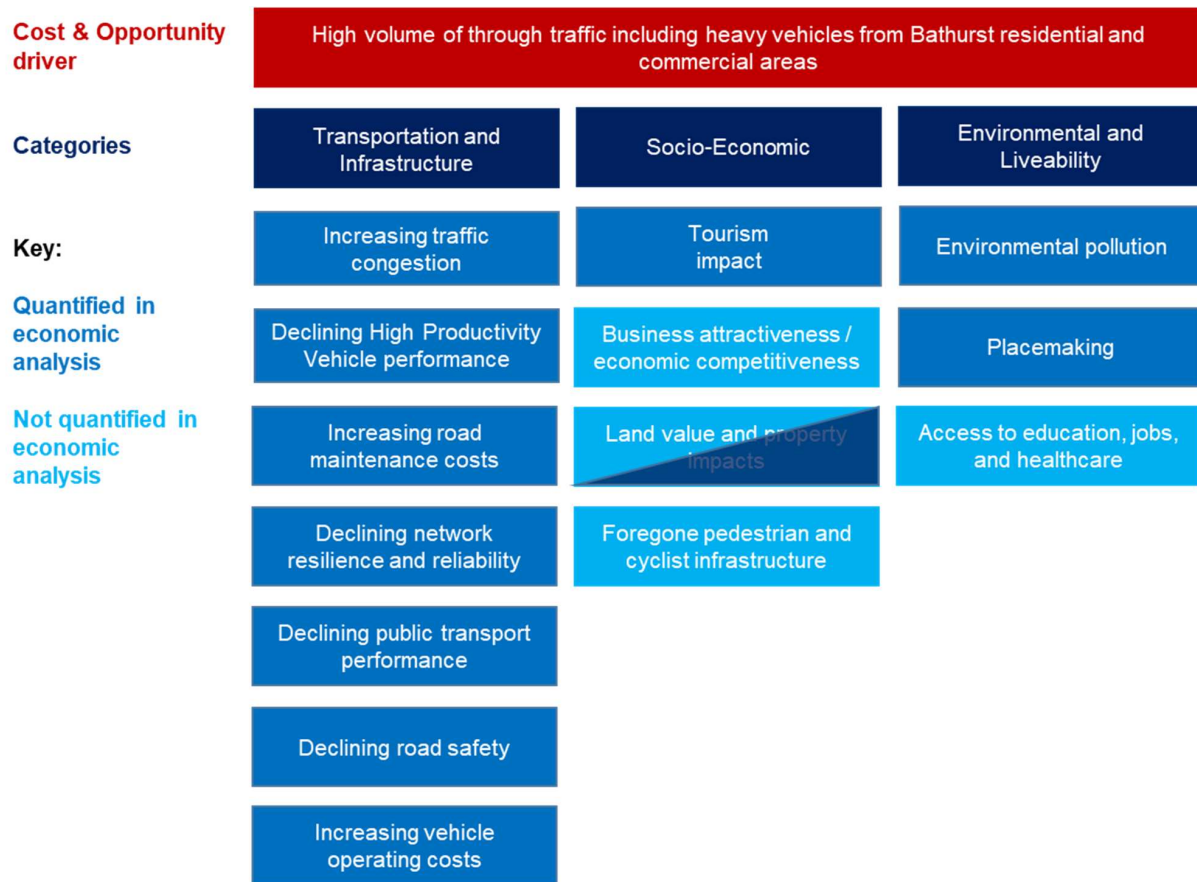 Cost & Opportunity
driver
High volume of through traffic including heavy vehicles from Bathurst residential and
commercial areas
Categories
Transportation and
Infrastructure
Socio-Economic
Environmental and
Liveability
Key:
Increasing traffic
congestion
Tourism
impact
Environmental pollution
Quantified in
economic
analysis
Declining High Productivity
Vehicle performance
Business attractiveness /
economic competitiveness
Placemaking
Not quantified in
economic
analysis
Increasing road
maintenance costs
Land value and property
impacts
Access to education, jobs,
and healthcare
Declining network
resilience and reliability
Foregone pedestrian and
cyclist infrastructure
Declining public transport
performance
Declining road safety
Increasing vehicle
operating costs